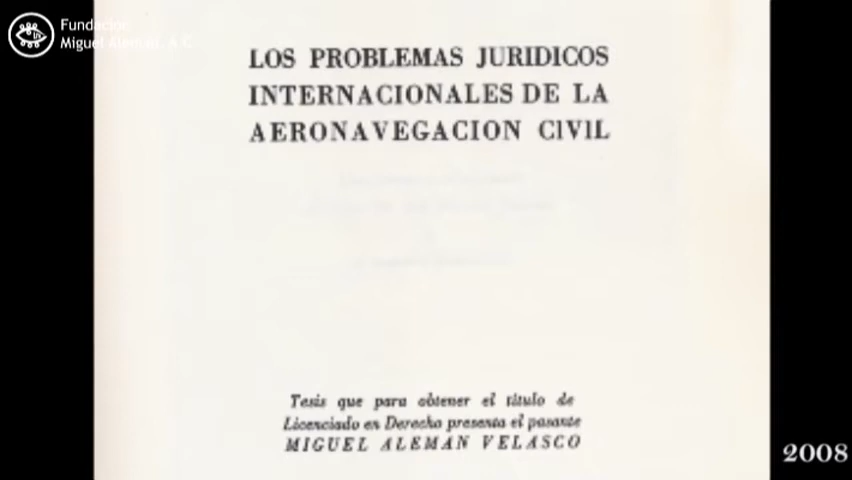 Fundación
Miguel Alemán, A.C.
LOS PROBLEMAS JURIDICOS
INTERNACIONALES DE LA
AERONAVEGACION CIVIL
Tesis que para obtener el título de
Licenciado en Derecho presenta el pasante
MIGUEL ALEMAN VELASCO
2008